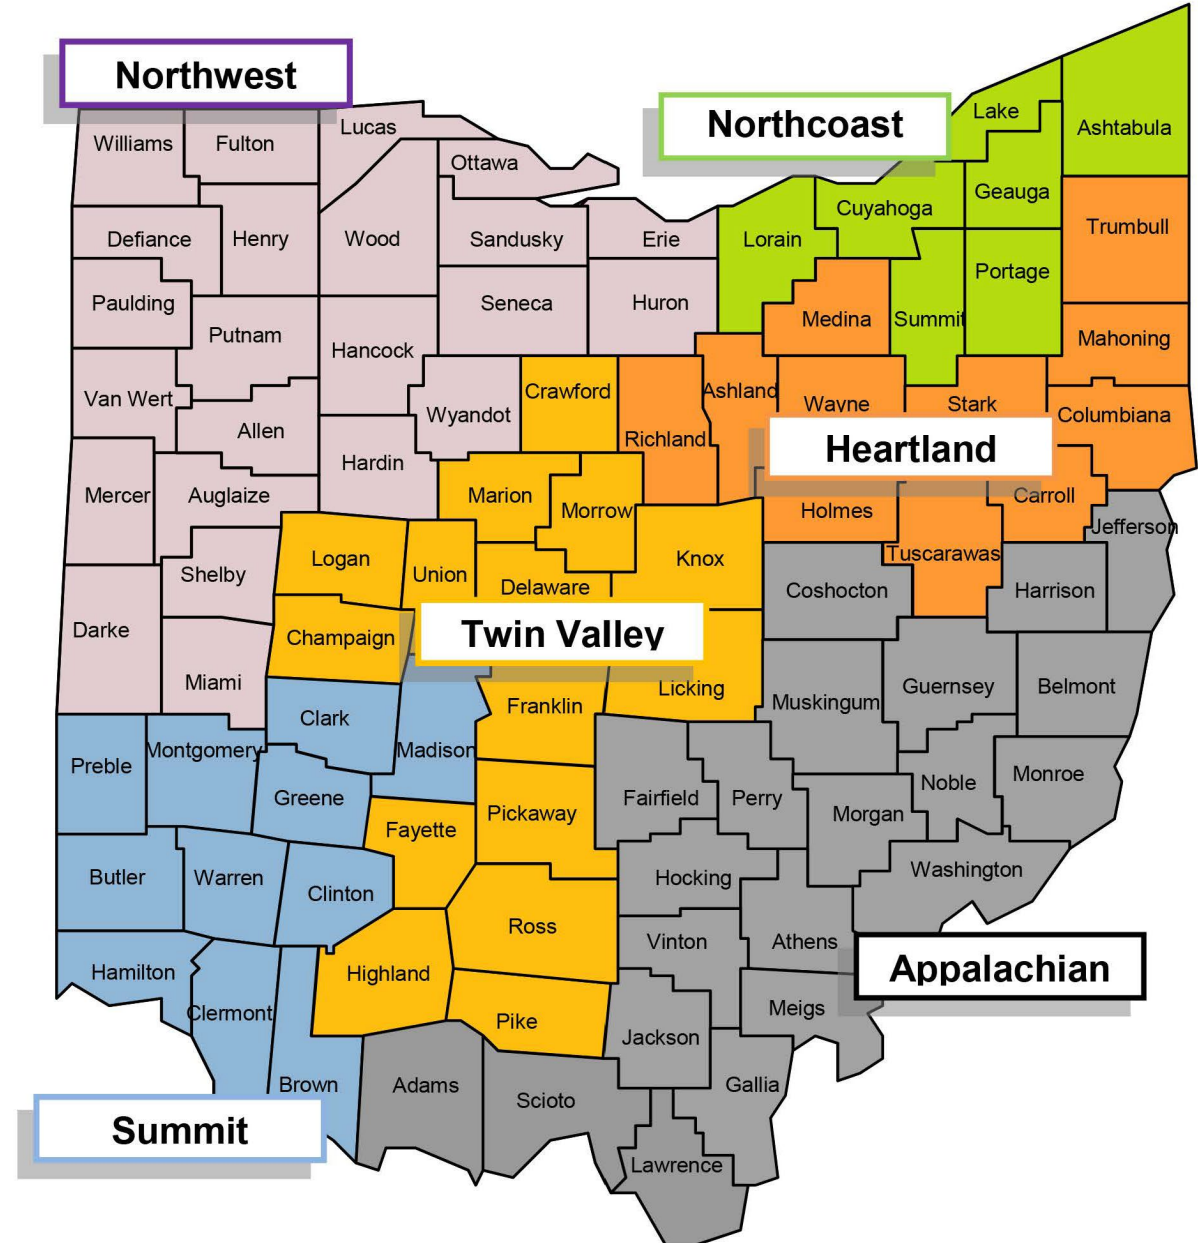 Northwest
Northcoast
Lake
Ashtabula
Williams
Fulton
Lucas
Ottawa
Geauga
Cuyahoga
Trumbull
Defiance
Henry
Wood
Sandusky
Erie
Lorain
Portage
Paulding
Seneca
Huron
Medina
Summit
Putnam
Mahoning
Hancock
Van Wert
Crawford
Ashland
Wayne
Stark
Columbiana
Wyandot
Allen
Richland
Heartland
Hardin
Mercer
Auglaize
Marion
Morrow
Holmes
Carroll
Jefferson
Logan
Union
Knox
Tuscarawas
Shelby
Delaware
Coshocton
Harrison
Darke
Champaign
Twin Valley
Miami
Licking
Muskingum
Guernsey
Belmont
Clark
Franklin
Preble
Montgomery
Madison
Greene
Pickaway
Fairfield
Perry
Morgan
Noble
Monroe
Fayette
Butler
Warren
Clinton
Hocking
Washington
Ross
Vinton
Athens
Appalachian
Hamilton
Highland
Clermont
Pike
Jackson
Meigs
Brown
Adams
Scioto
Gallia
Summit
Lawrence